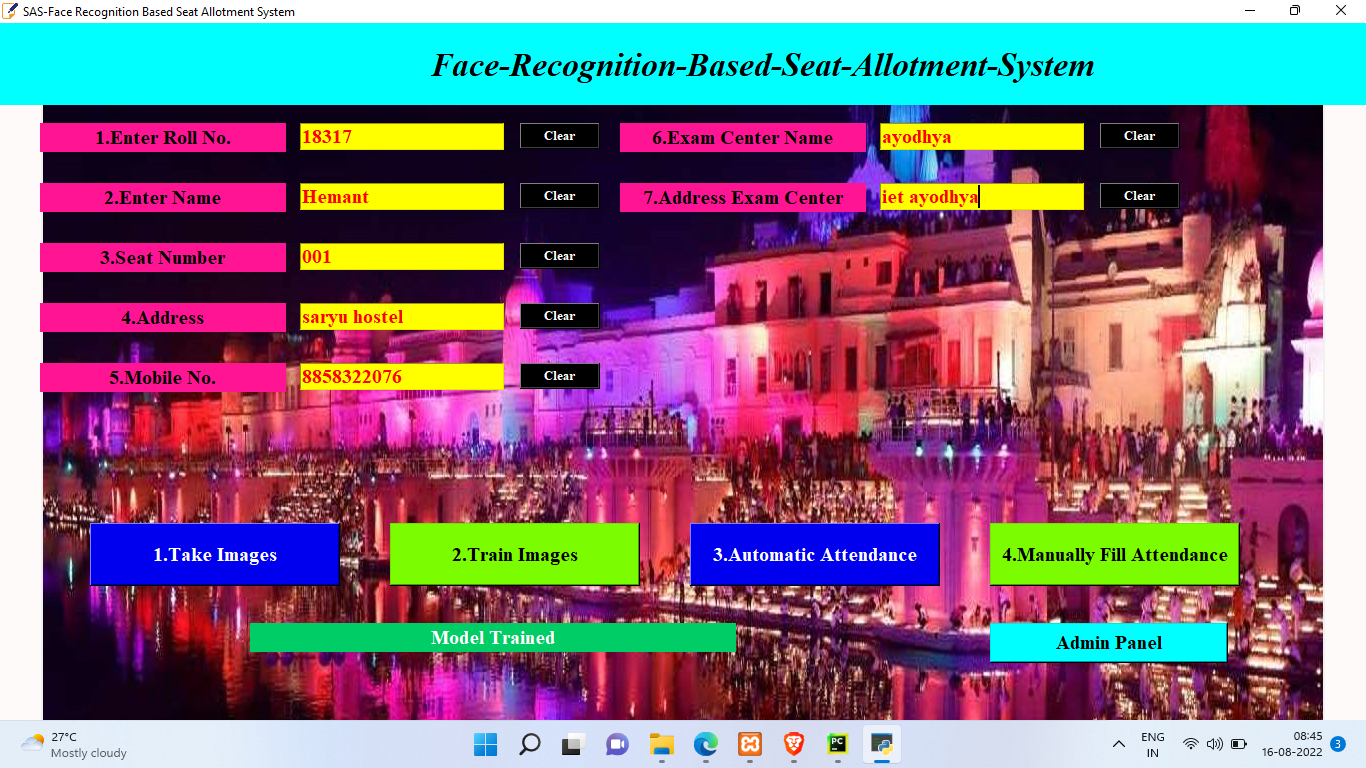 SAS-Face Recognition Based Seat Allotment System
Face-Recognition-Based-Seat-Allotment-System
1.Enter Roll No. 18317 Clear 6.Exam Center Name ayodhya Clear
2.Enter Name Hemant Clear 7.Address Exam Center iet ayodhya Clear
3.Seat Number 001 Clear
4.Address saryu hostel Clear
5.Mobile No. 8858322076 Clear
1.Take Images 2.Train Images 3.Automatic Attendance 4.Manually Fill Attendance
Model Trained Admin Panel
27°C
Mostly cloudy
PC
ENG
IN
08:45
16-08-2022
3